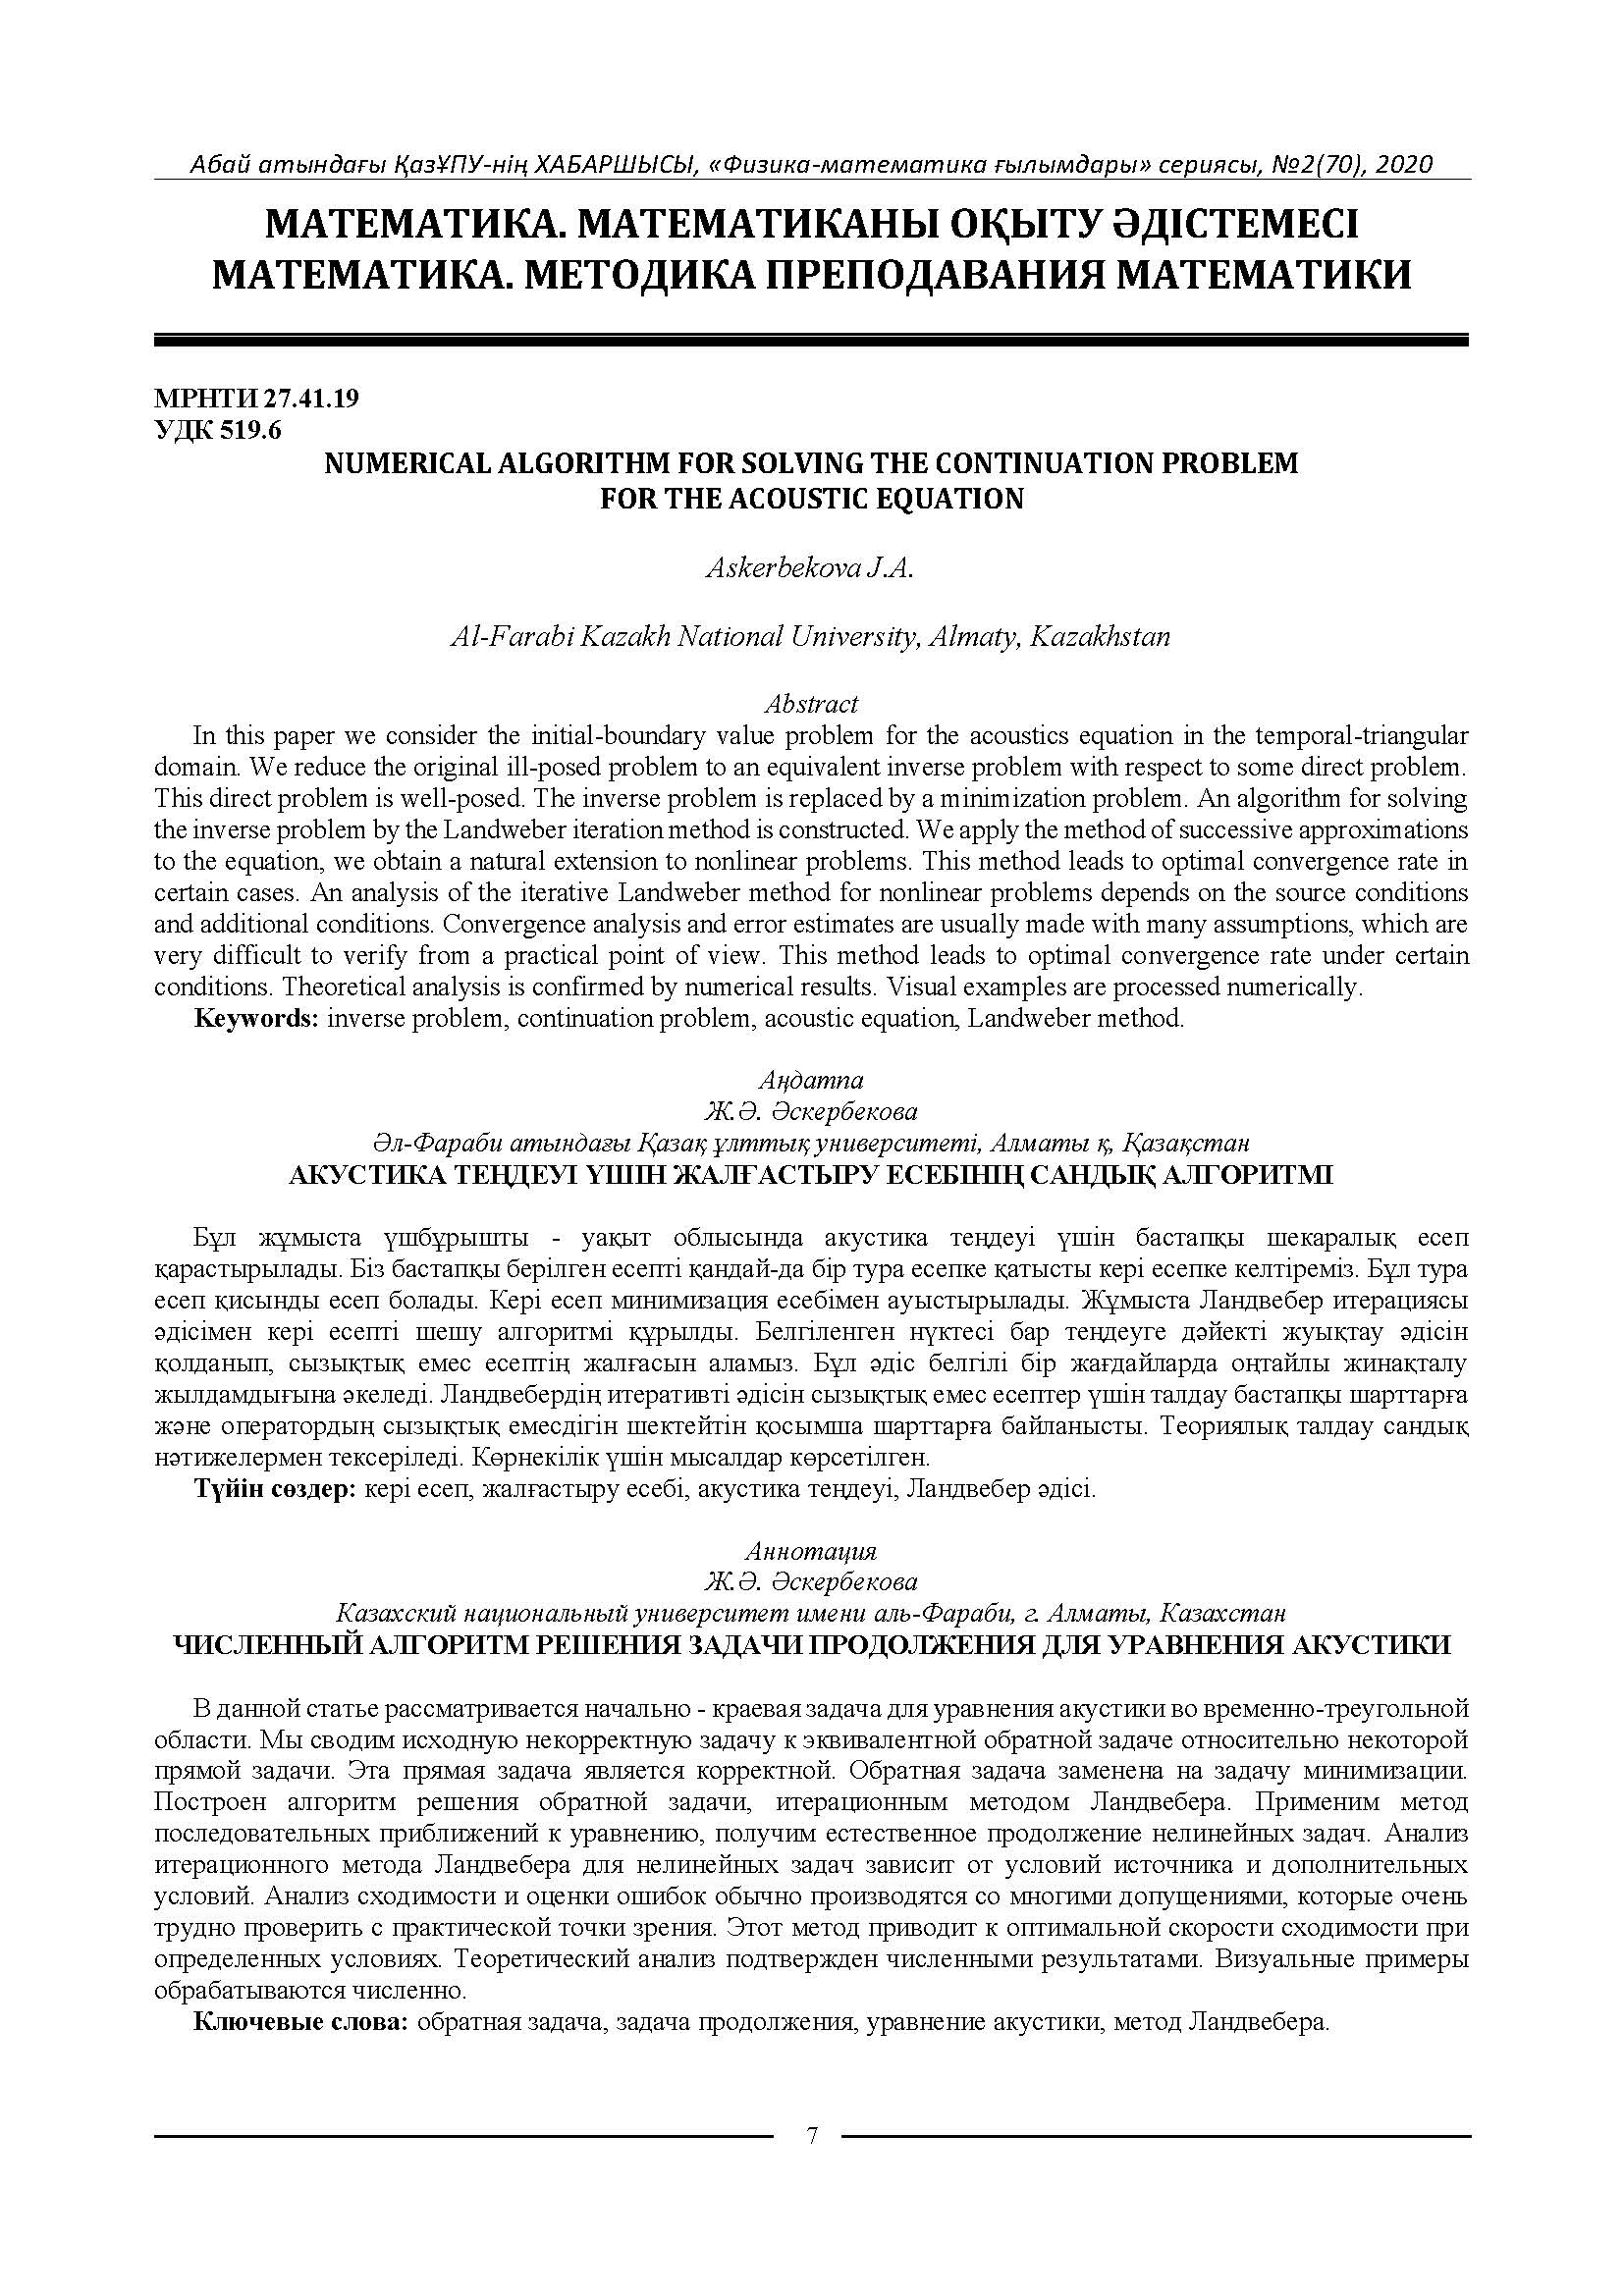 Абай атындағы ҚазҰПУ-нің ХАБАРШЫСЫ, «Физика-математика ғылымдары» сериясы, №2(70), 2020
МАТЕМАТИКА. МАТЕМАТИКАНЫ ОҚЫТУ ӘДІСТЕМЕСІ
МАТЕМАТИКА. МЕТОДИКА ПРЕПОДАВАНИЯ МАТЕМАТИКИ
МРНТИ 27.41.19
УДК 519.6
NUMERICAL ALGORITHM FOR SOLVING THE CONTINUATION PROBLEM
FOR THE ACOUSTIC EQUATION
Askerbekova J.A.
Al-Farabi Kazakh National University, Almaty, Kazakhstan
Abstract
In this paper we consider the initial-boundary value problem for the acoustics equation in the temporal-triangular
domain. We reduce the original ill-posed problem to an equivalent inverse problem with respect to some direct problem.
This direct problem is well-posed. The inverse problem is replaced by a minimization problem. An algorithm for solving
the inverse problem by the Landweber iteration method is constructed. We apply the method of successive approximations
to the equation, we obtain a natural extension to nonlinear problems. This method leads to optimal convergence rate in
certain cases. An analysis of the iterative Landweber method for nonlinear problems depends on the source conditions
and additional conditions. Convergence analysis and error estimates are usually made with many assumptions, which are
very difficult to verify from a practical point of view. This method leads to optimal convergence rate under certain
conditions. Theoretical analysis is confirmed by numerical results. Visual examples are processed numerically.
Keywords: inverse problem, continuation problem, acoustic equation, Landweber method.
Аңдатпа
Ж.Ә. Әскербекова
Әл-Фараби атындағы Қазақ ұлттық университеті, Алматы қ, Қазақстан
АКУСТИКА ТЕҢДЕУІ ҮШІН ЖАЛҒАСТЫРУ ЕСЕБІНІҢ САНДЫҚ АЛГОРИТМІ
Бұл жұмыста үшбұрышты - уақыт облысында акустика теңдеуі үшін бастапқы шекаралық есеп
қарастырылады. Біз бастапқы берілген есепті қандай-да бір тура есепке қатысты кері есепке келтіреміз. Бұл тура
есеп қисынды есеп болады. Кері есеп минимизация есебімен ауыстырылады. Жұмыста Ландвебер итерациясы
әдісімен кері есепті шешу алгоритмі құрылды. Белгіленген нүктесі бар теңдеуге дәйекті жуықтау әдісін
қолданып, сызықтық емес есептің жалғасын аламыз. Бұл әдіс белгілі бір жағдайларда оңтайлы жинақталу
жылдамдығына әкеледі. Ландвебердің итеративті әдісін сызықтық емес есептер үшін талдау бастапқы шарттарға
және оператордың сызықтық емесдігін шектейтін қосымша шарттарға байланысты. Теориялық талдау сандық
нәтижелермен тексеріледі. Көрнекілік үшін мысалдар көрсетілген.
Түйін сөздер: кері есеп, жалғастыру есебі, акустика теңдеуі, Ландвебер әдісі.
Аннотация
Ж.Ә. Әскербекова
Казахский национальный университет имени аль-Фараби, г. Алматы, Казахстан
ЧИСЛЕННЫЙ АЛГОРИТМ РЕШЕНИЯ ЗАДАЧИ ПРОДОЛЖЕНИЯ ДЛЯ УРАВНЕНИЯ АКУСТИКИ
В данной статье рассматривается начально - краевая задача для уравнения акустики во временно-треугольной
области. Мы сводим исходную некорректную задачу к эквивалентной обратной задаче относительно некоторой
прямой задачи. Эта прямая задача является корректной. Обратная задача заменена на задачу минимизации.
Построен алгоритм решения обратной задачи, итерационным методом Ландвебера. Применим метод
последовательных приближений к уравнению, получим естественное продолжение нелинейных задач. Анализ
итерационного метода Ландвебера для нелинейных задач зависит от условий источника и дополнительных
условий. Анализ сходимости и оценки ошибок обычно производятся со многими допущениями, которые очень
трудно проверить с практической точки зрения. Этот метод приводит к оптимальной скорости сходимости при
определенных условиях. Теоретический анализ подтвержден численными результатами. Визуальные примеры
обрабатываются численно.
Ключевые слова: обратная задача, задача продолжения, уравнение акустики, метод Ландвебера.
7